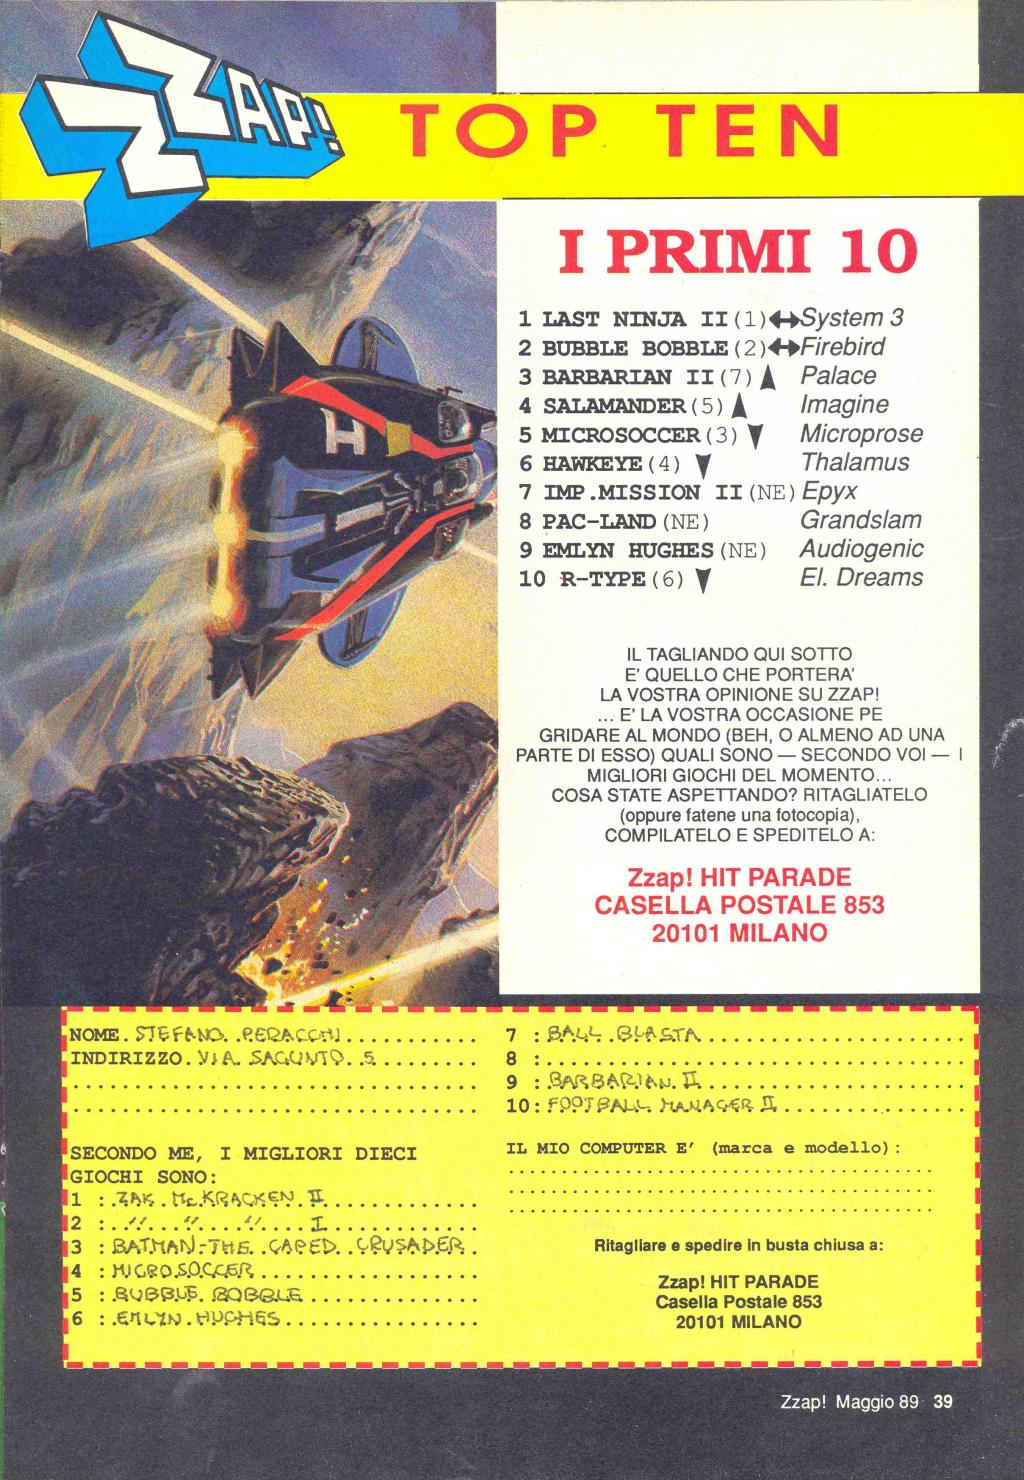 ZZAP!
TOP TEN
I PRIMI 10
1 LAST NINJA II (1) ↔ System 3
2 BUBBLE BOBBLE (2) ↔ Firebird
3 BARBARIAN II (7) ▲ Palace
4 SALAMANDER (5) ▲ Imagine
5 MICROSOCCER (3) ▼ Microprose
6 HAWKEYE (4) ▼ Thalamus
7 IMP.MISSION II (NE) Epyx
8 PAC-LAND (NE) Grandslam
9 EMLYN HUGHES (NE) Audiogenic
10 R-TYPE (6) ▼ El. Dreams
IL TAGLIANDO QUI SOTTO
E' QUELLO CHE PORTERA'
LA VOSTRA OPINIONE SU ZZAP!
... E' LA VOSTRA OCCASIONE PE
GRIDARE AL MONDO (BEH, O ALMENO AD UNA
PARTE DI ESSO) QUALI SONO — SECONDO VOI — I
MIGLIORI GIOCHI DEL MOMENTO...
COSA STATE ASPETTANDO? RITAGLIATELO
(oppure fatene una fotocopia),
COMPILATELO E SPEDITELO A:
Zzap! HIT PARADE
CASELLA POSTALE 853
20101 MILANO
H
NOME. STEFANO PERACCHI
INDIRIZZO. VIA SAGUNTO 5
SECONDO ME, I MIGLIORI DIECI
GIOCHI SONO:
1 : ZAK McKRACKEN II
2 : " " " I
3 : BATMAN-THE CAPED CRUSADER
4 : MICROSOCCER
5 : BUBBLE BOBBLE
6 : EMLYN HUGHES
7 : BALL BLASTA
8 :
9 : BARBARIAN II
10: FOOTBALL MANAGER II
IL MIO COMPUTER E' (marca e modello):
Ritagliare e spedire in busta chiusa a:
Zzap! HIT PARADE
Casella Postale 853
20101 MILANO
Zzap! Maggio 89 39